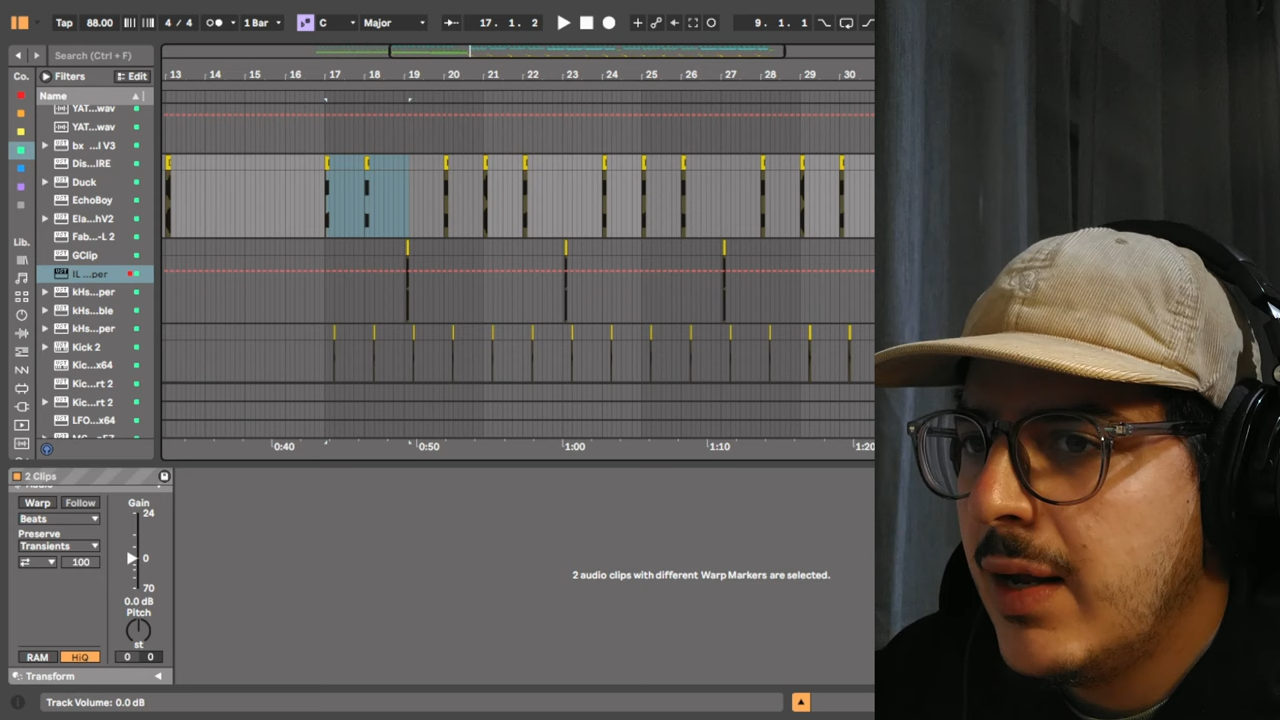 Tap 88.00 4 / 4 1 Bar C Major 17. 1. 2 9. 1. 1
Search (Ctrl + F)
Co. Filters Edit 13 14 15 16 17 18 19 20 21 22 23 24 25 26 27 28 29 30
Name
YAT...wav
YAT...wav
bx ...l V3
Dis...IRE
Duck
EchoBoy
Ela...hV2
Fab...-L 2
Lib.
GClip
IL ...per
kHs...per
kHs...ble
kHs...per
Kick 2
Kic...x64
Kic...rt 2
Kic...rt 2
LFO...x64
0:40 0:50 1:00 1:10 1:20
2 Clips
Warp Follow Gain
Beats 24
Preserve
Transients
100 0
70
0.0 dB
Pitch
st
RAM HiQ 0 0
2 audio clips with different Warp Markers are selected.
Transform
Track Volume: 0.0 dB